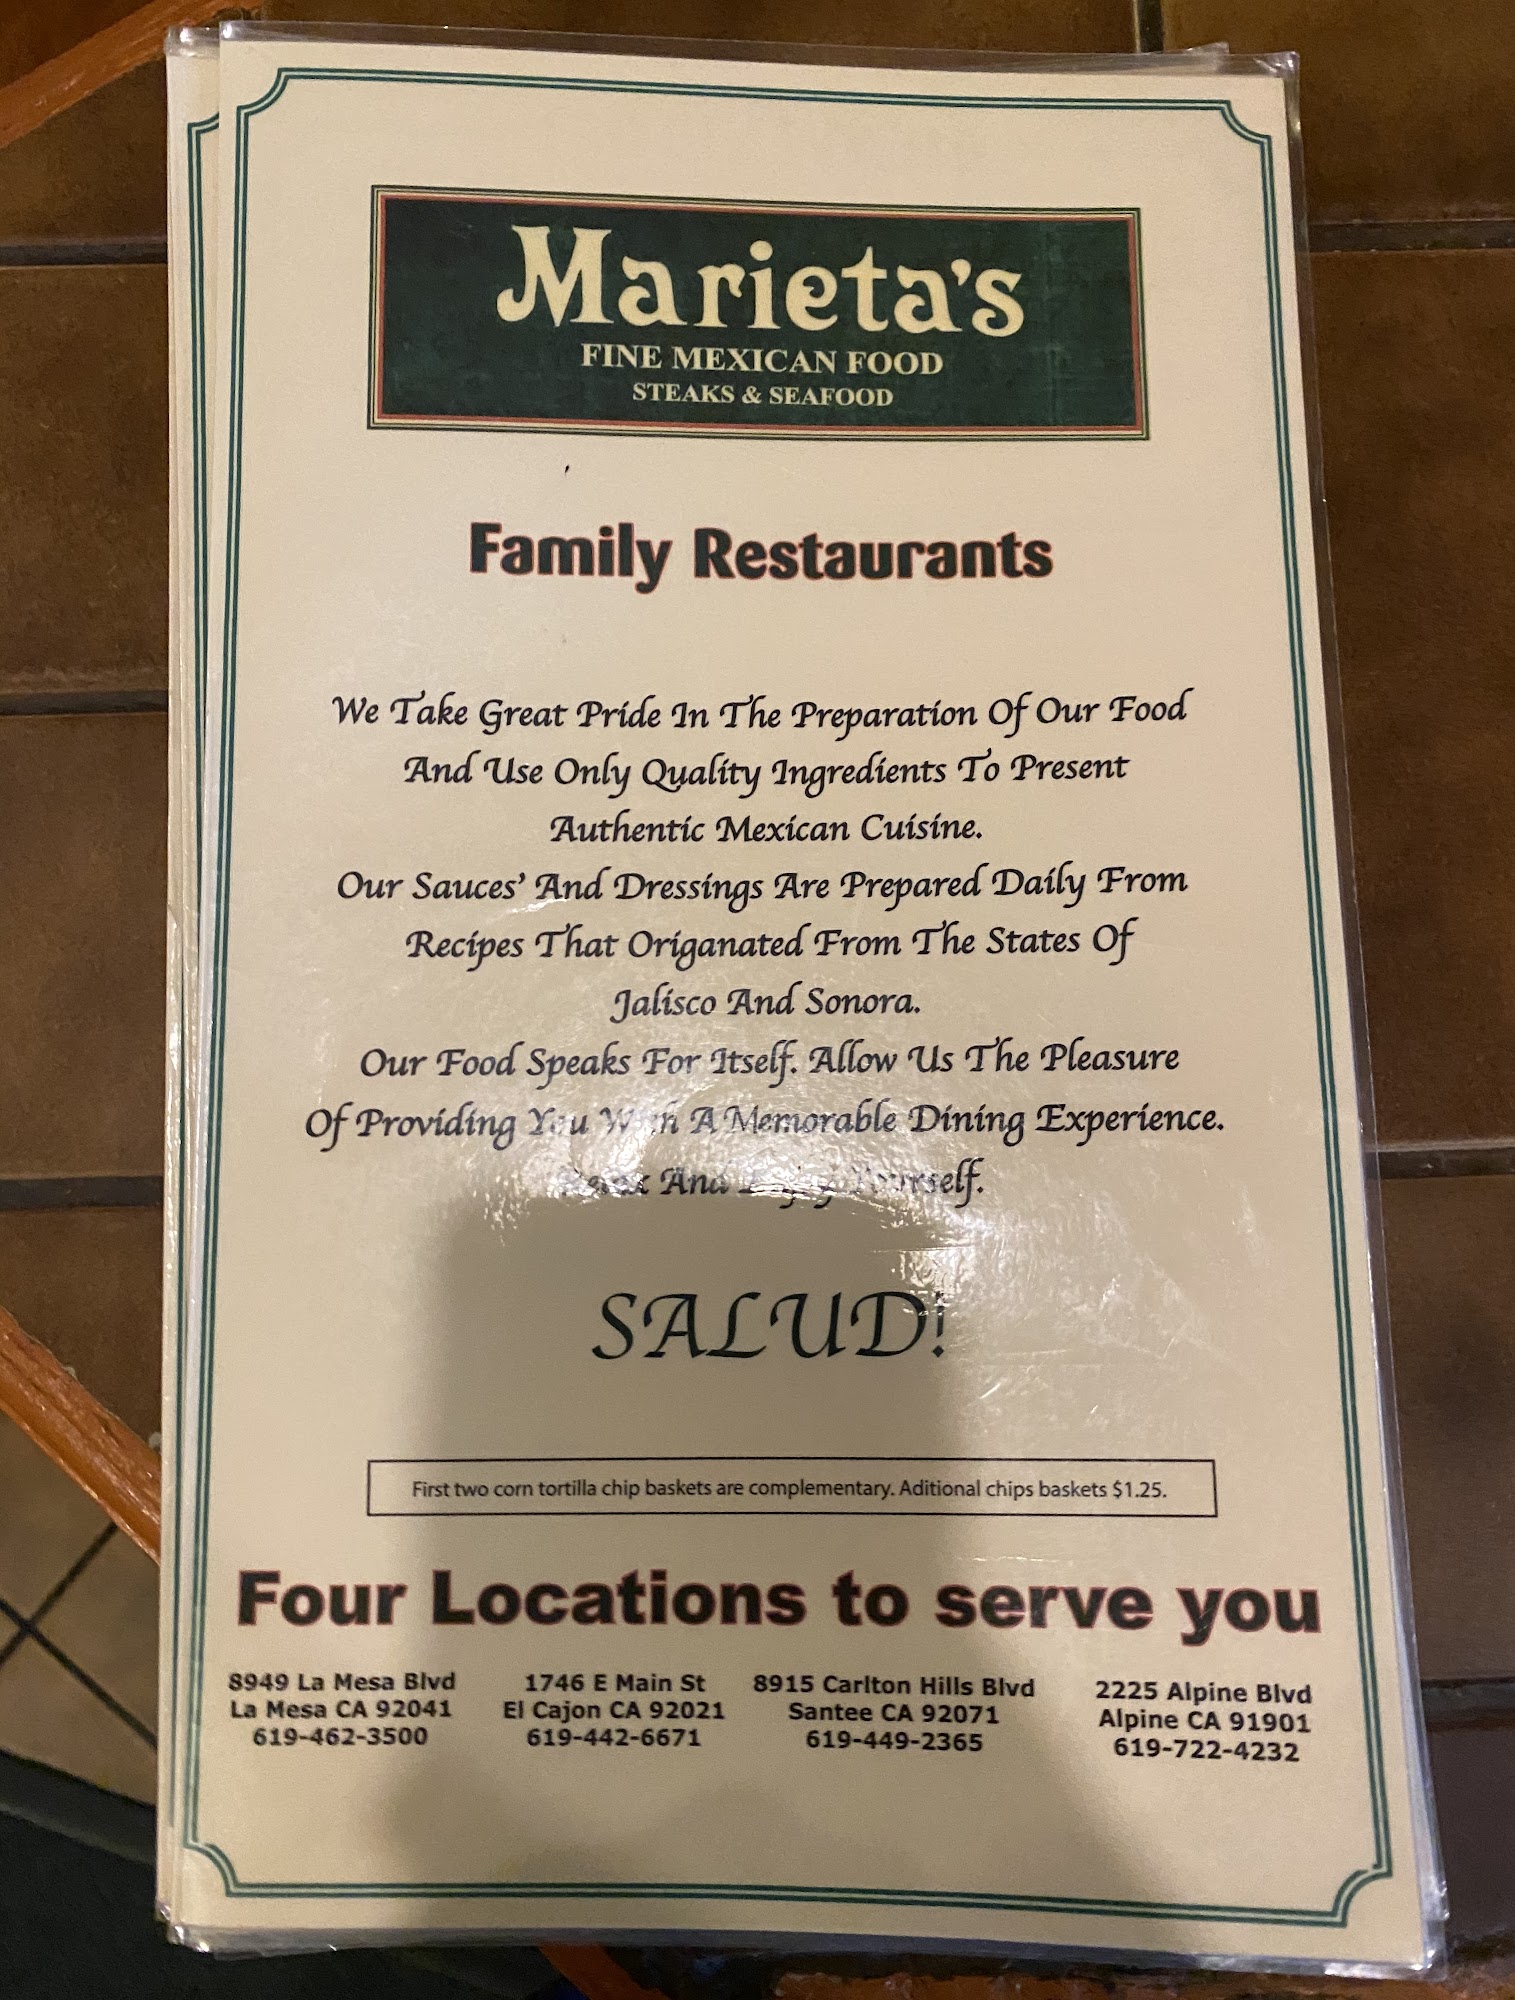 Marieta's
FINE MEXICAN FOOD
STEAKS & SEAFOOD
Family Restaurants
We Take Great Pride In The Preparation Of Our Food
And Use Only Quality Ingredients To Present
Authentic Mexican Cuisine.
Our Sauces' And Dressings Are Prepared Daily From
Recipes That Origanated From The States Of
Jalisco And Sonora.
Our Food Speaks For Itself. Allow Us The Pleasure
Of Providing You With A Memorable Dining Experience.
Relax And Enjoy Yourself.
SALUD!
First two corn tortilla chip baskets are complementary. Aditional chips baskets $1.25.
Four Locations to serve you
8949 La Mesa Blvd
La Mesa CA 92041
619-462-3500
1746 E Main St
El Cajon CA 92021
619-442-6671
8915 Carlton Hills Blvd
Santee CA 92071
619-449-2365
2225 Alpine Blvd
Alpine CA 91901
619-722-4232